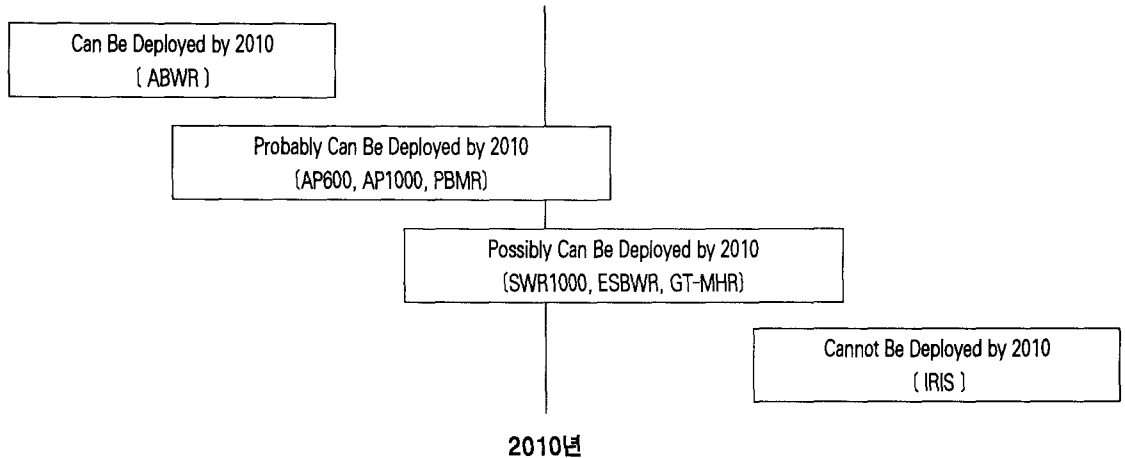 Can Be Deployed by 2010
( ABWR )
Probably Can Be Deployed by 2010
(AP600, AP1000, PBMR)
Possibly Can Be Deployed by 2010
(SWR1000, ESBWR, GT-MHR)
Cannot Be Deployed by 2010
( IRIS )
2010년